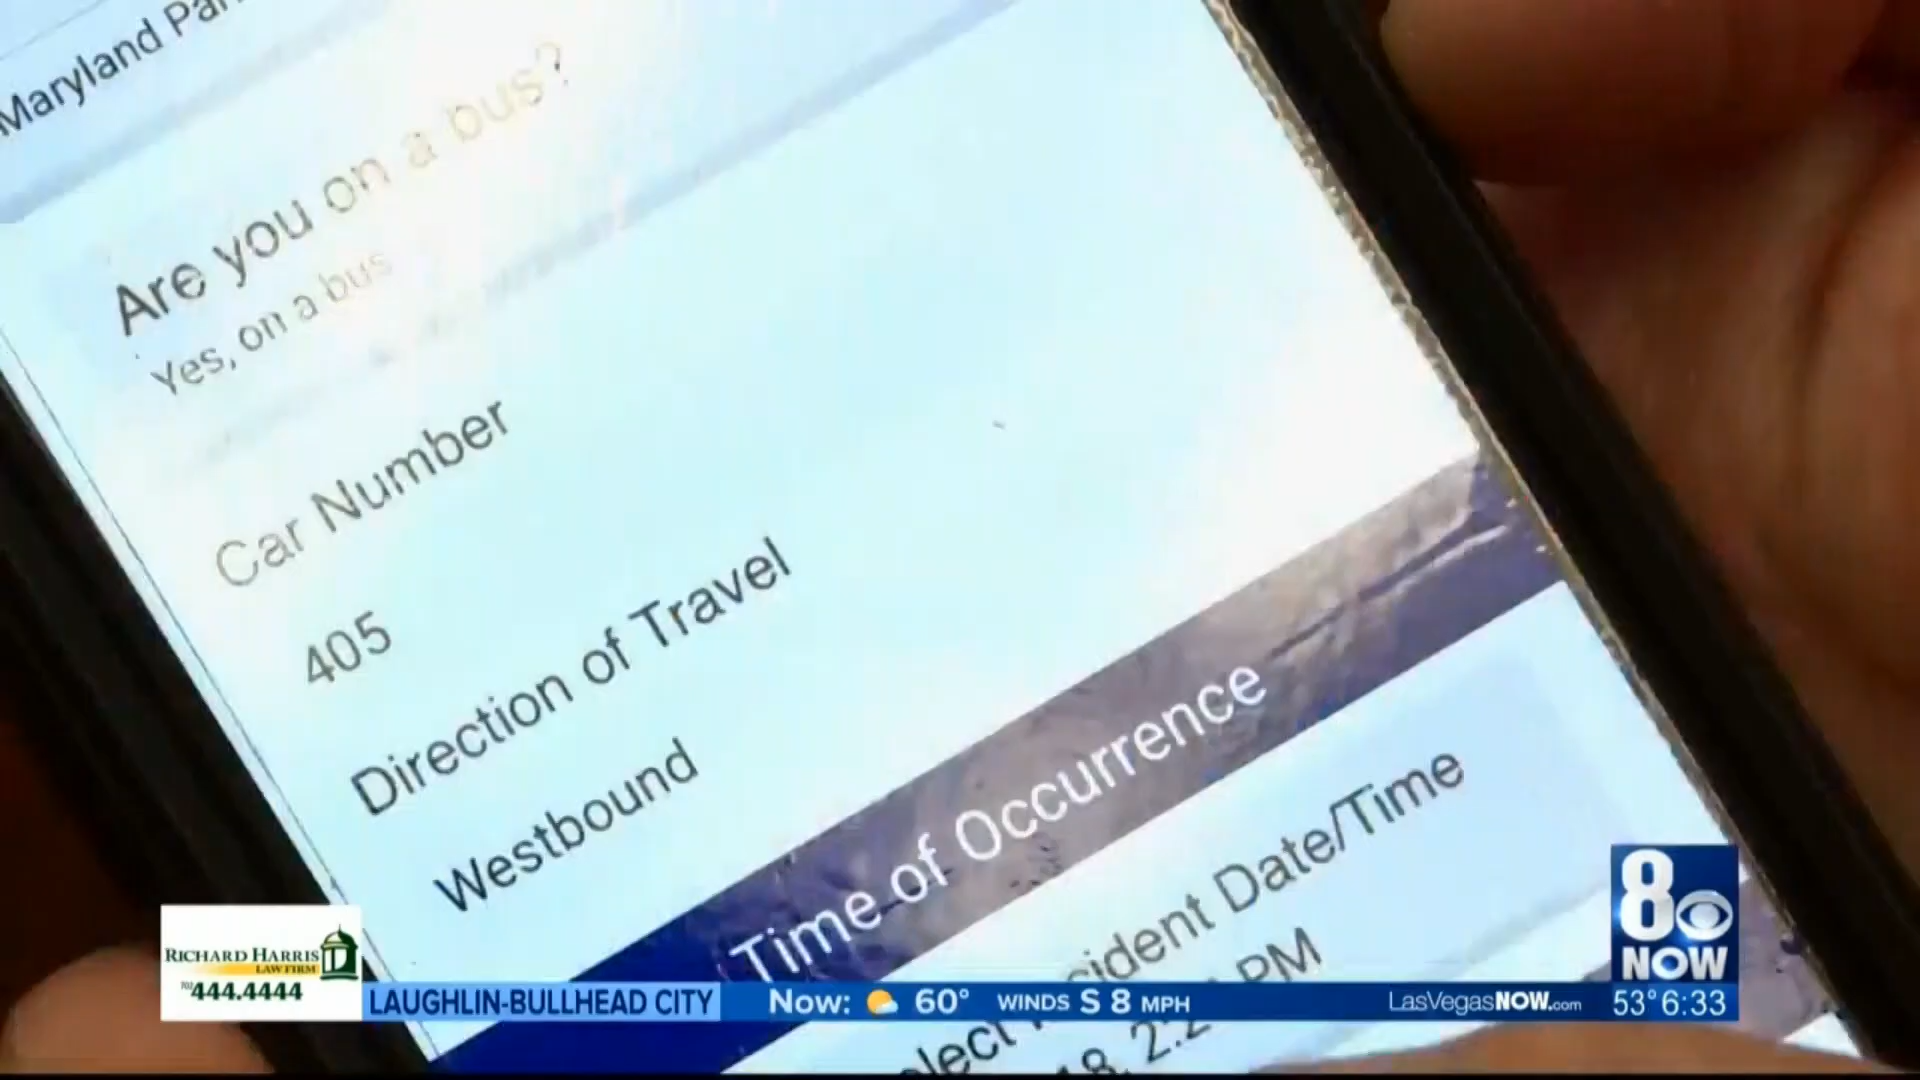 Maryland
Are you on a bus?
Yes, on a bus
Car Number
405
Direction of Travel
Westbound
Time of Occurrence
Date/Time
PM
RICHARD HARRIS
LAW FIRM
702 444.4444
LAUGHLIN-BULLHEAD CITY
Now: 60° WINDS S 8 MPH
LasVegasNOW.com
8
NOW
53° 6:33